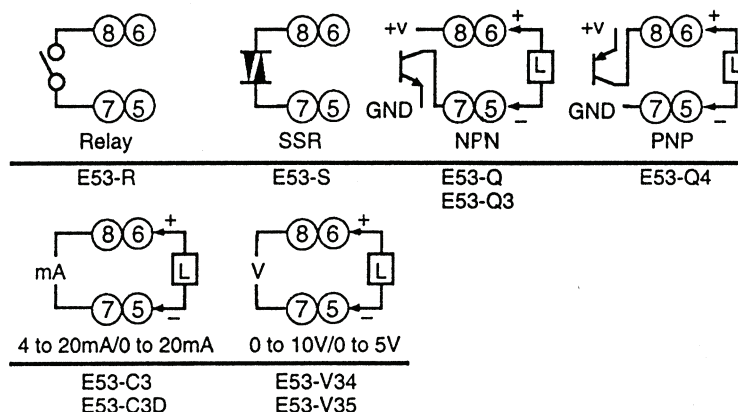 8 6 8 6 +v 8 6 + +v 8 6 +
L L
7 5 7 5 GND 7 5 − GND 7 5 −
Relay SSR NPN PNP
E53-R E53-S E53-Q E53-Q4
E53-Q3
8 6 + 8 6 +
mA L V L
7 5 − 7 5 −
4 to 20mA/0 to 20mA 0 to 10V/0 to 5V
E53-C3 E53-V34
E53-C3D E53-V35